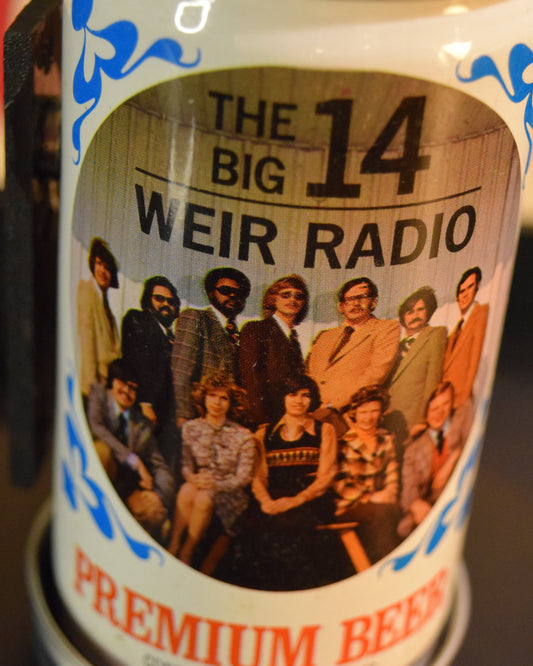 THE
BIG 14
WEIR RADIO
PREMIUM BEER